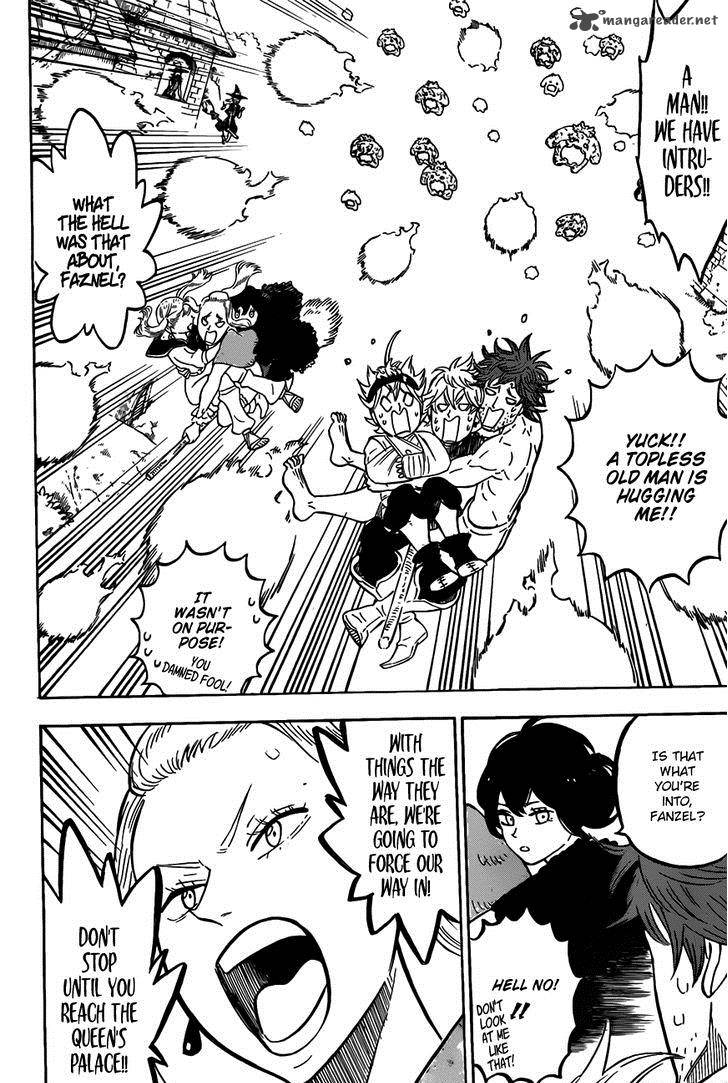 mangareader.net
A
MAN!!
WE HAVE
INTRU-
DERS!!
WHAT
THE HELL
WAS THAT
ABOUT,
FAZNEL?
YUCK!!
A TOPLESS
OLD MAN IS
HUGGING
ME!!
IT
WASN'T
ON PUR-
POSE!
YOU
DAMNED FOOL!
IS THAT
WHAT
YOU'RE
INTO,
FANZEL?
HELL NO!
DON'T
LOOK
AT ME
LIKE
THAT!
!!
WITH
THINGS THE
WAY THEY
ARE, WE'RE
GOING TO
FORCE OUR
WAY IN!
DON'T
STOP
UNTIL YOU
REACH THE
QUEEN'S
PALACE!!